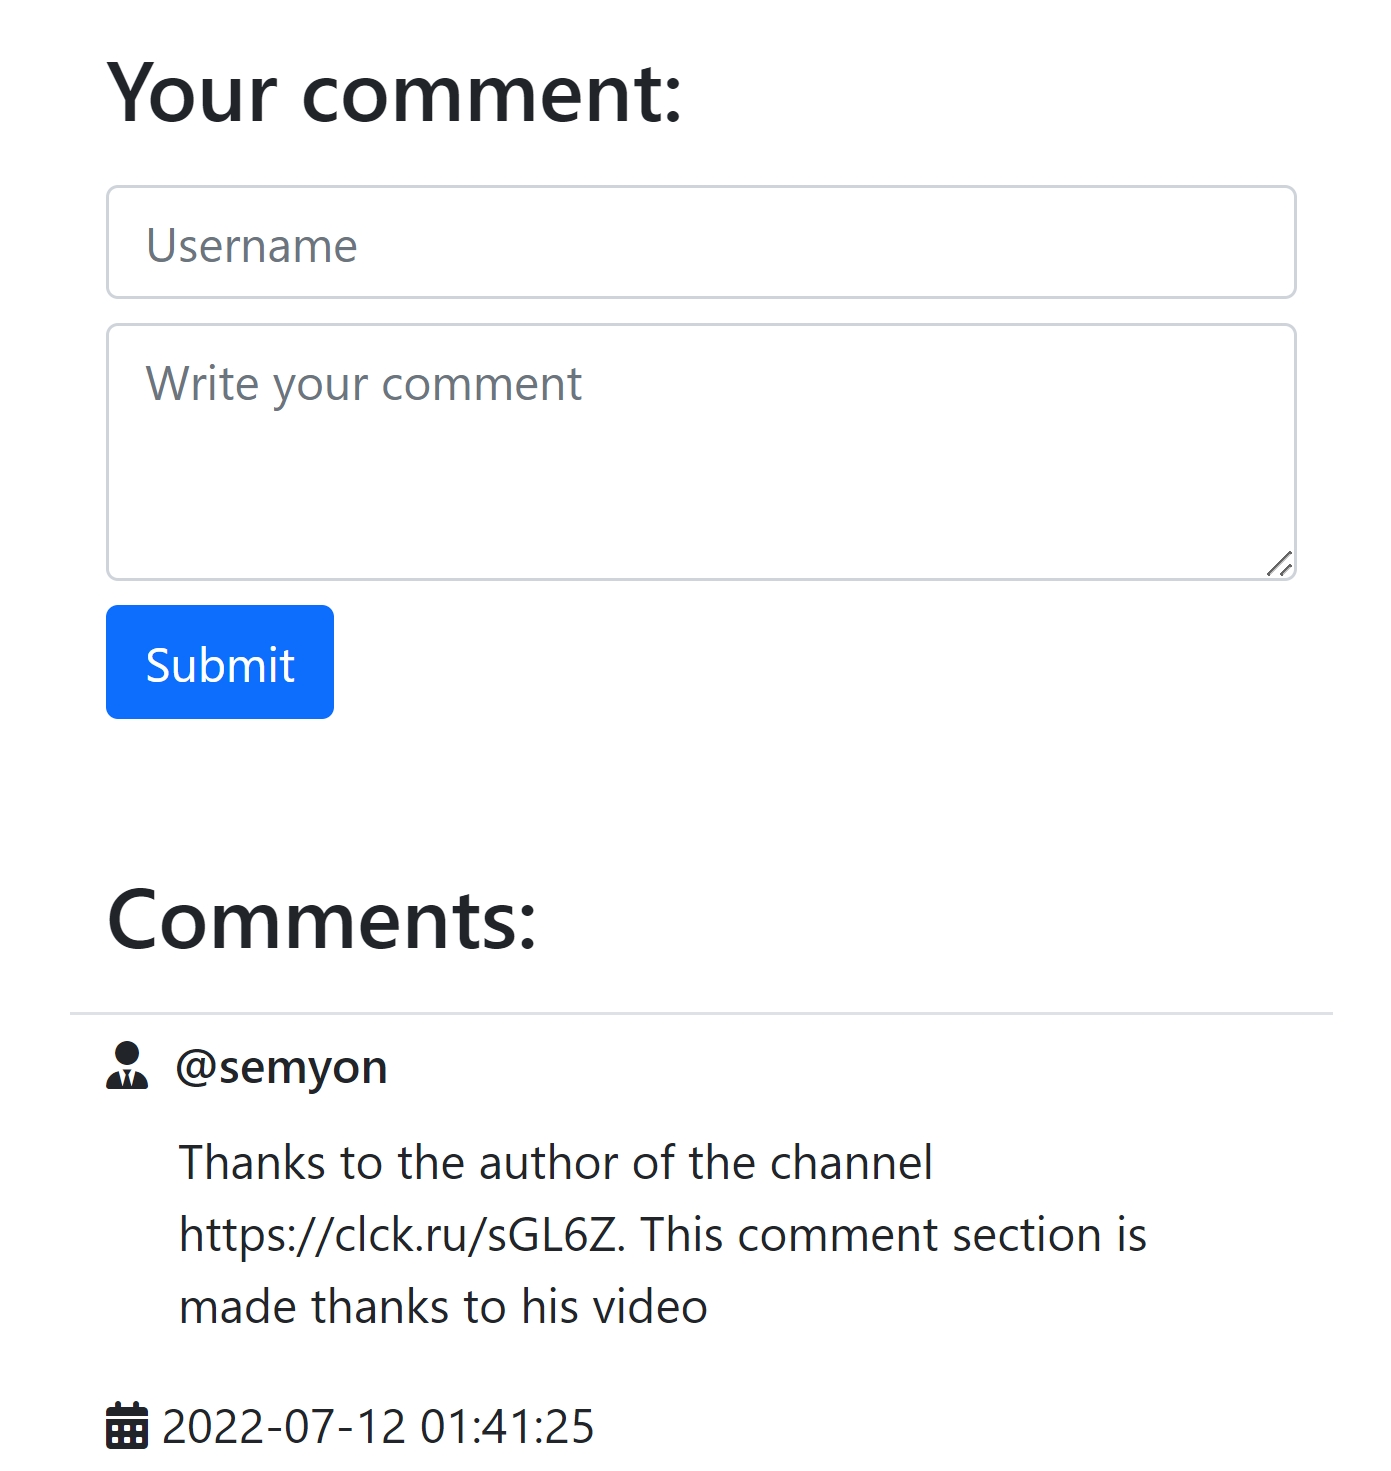 Your comment:
Username
Write your comment
Submit
Comments:
@semyon
Thanks to the author of the channel
https://clck.ru/sGL6Z. This comment section is
made thanks to his video
2022-07-12 01:41:25